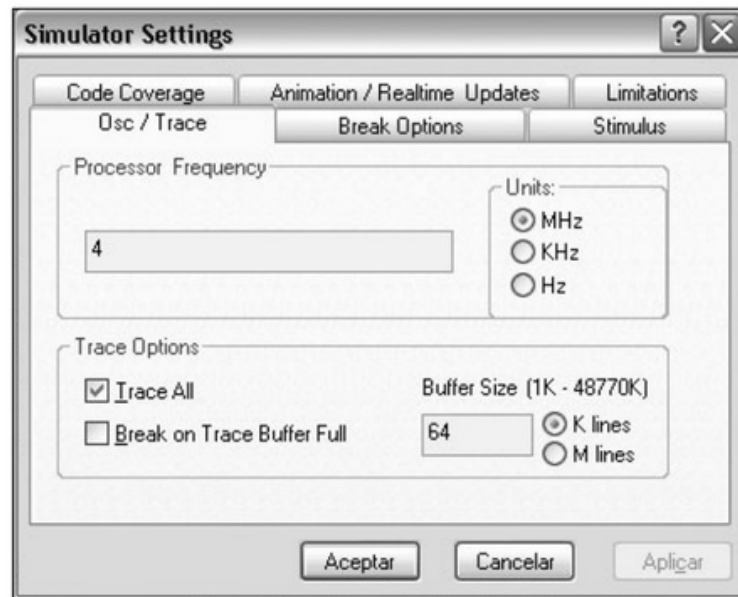 Simulator Settings
Code Coverage
Animation / Realtime Updates
Limitations
Osc / Trace
Break Options
Stimulus
Processor Frequency
4
Units:
MHz
KHz
Hz
Trace Options
Trace All
Break on Trace Buffer Full
Buffer Size (1K - 48770K)
64
K lines
M lines
Aceptar
Cancelar
Aplicar